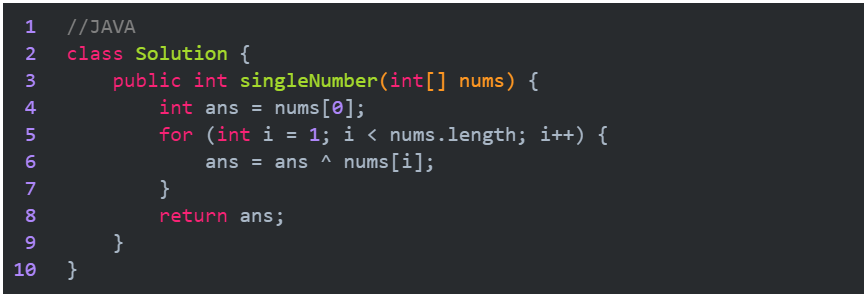 1 //JAVA
2 class Solution {
3     public int singleNumber(int[] nums) {
4         int ans = nums[0];
5         for (int i = 1; i < nums.length; i++) {
6             ans = ans ^ nums[i];
7         }
8         return ans;
9     }
10 }